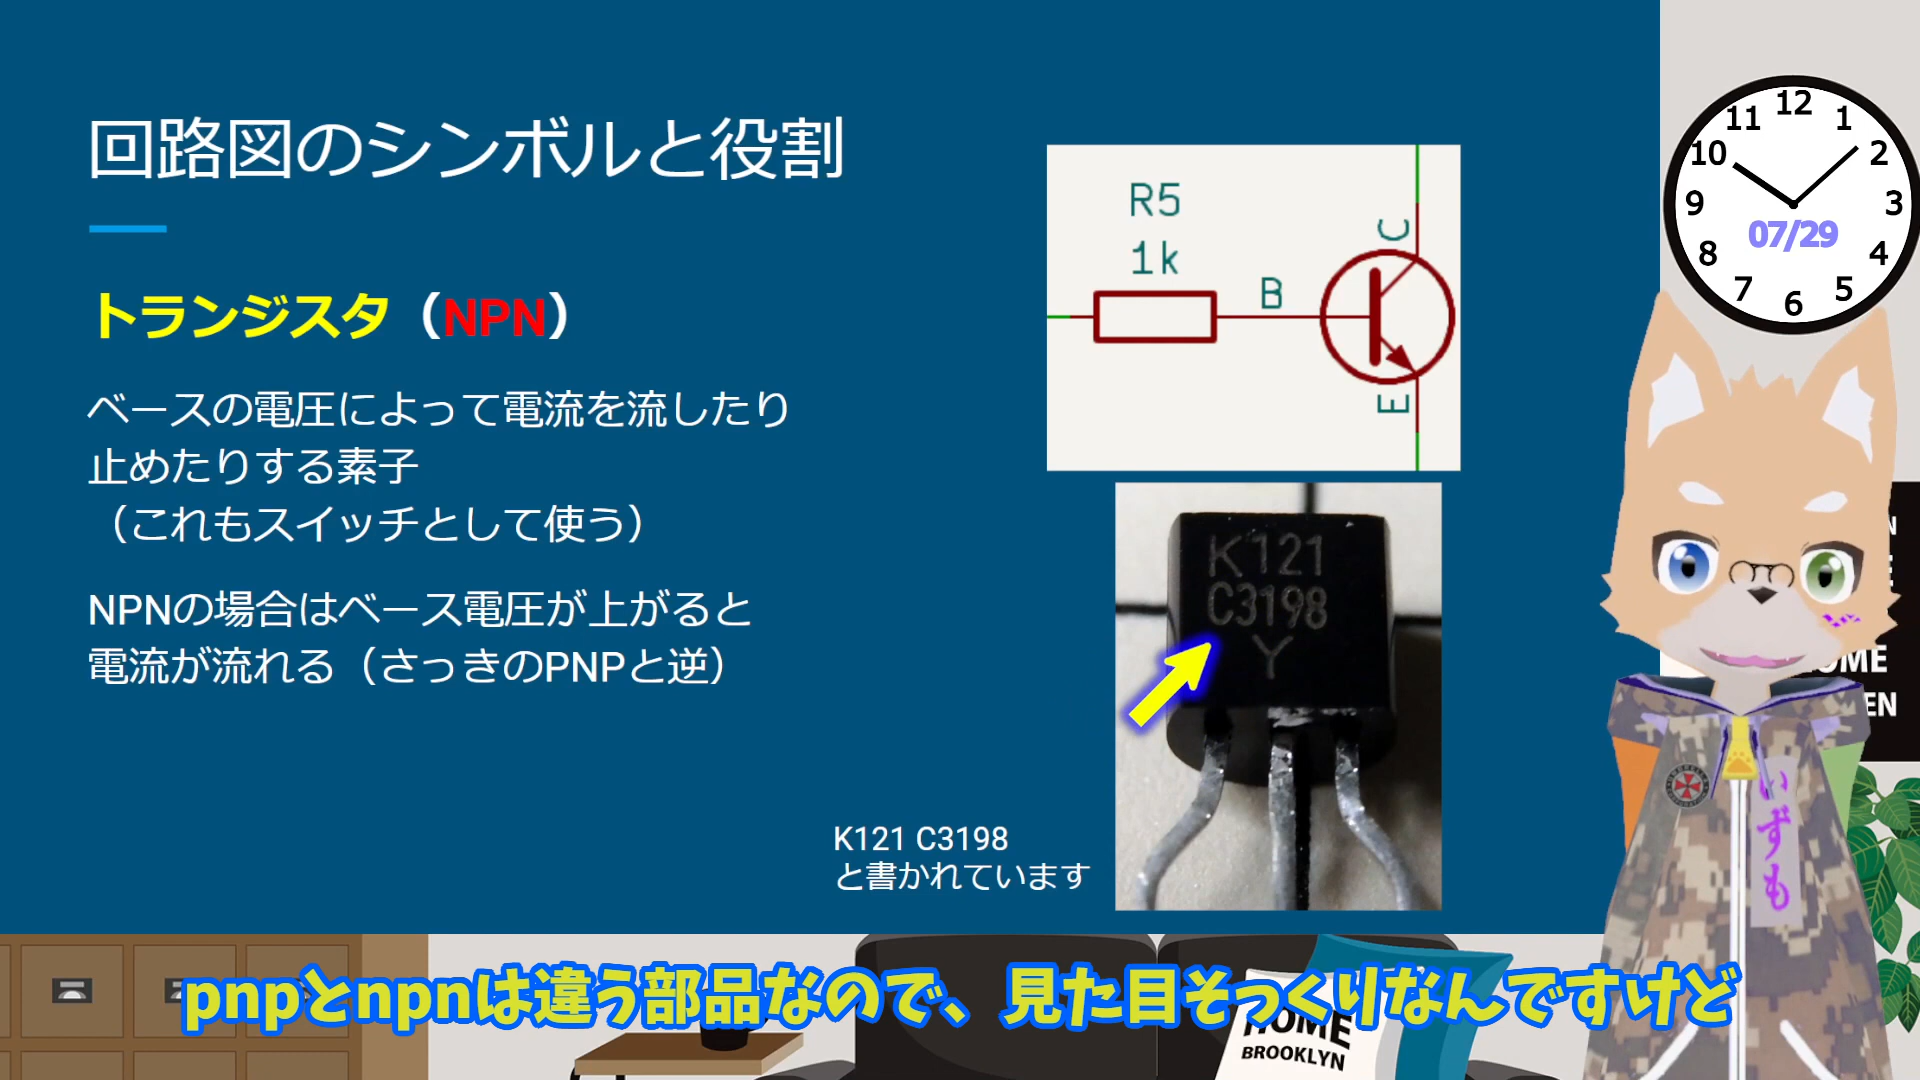 回路図のシンボルと役割
トランジスタ（NPN）
ベースの電圧によって電流を流したり
止めたりする素子
（これもスイッチとして使う）
NPNの場合はベース電圧が上がると
電流が流れる（さっきのPNPと逆）
R5
1k
B
C
E
K121
C3198
Y
K121 C3198
と書かれています
12
1
2
3
4
5
6
7
8
9
10
11
07/29
いずも
pnpとnpnは違う部品なので、見た目そっくりなんですけど
HOME
BROOKLYN